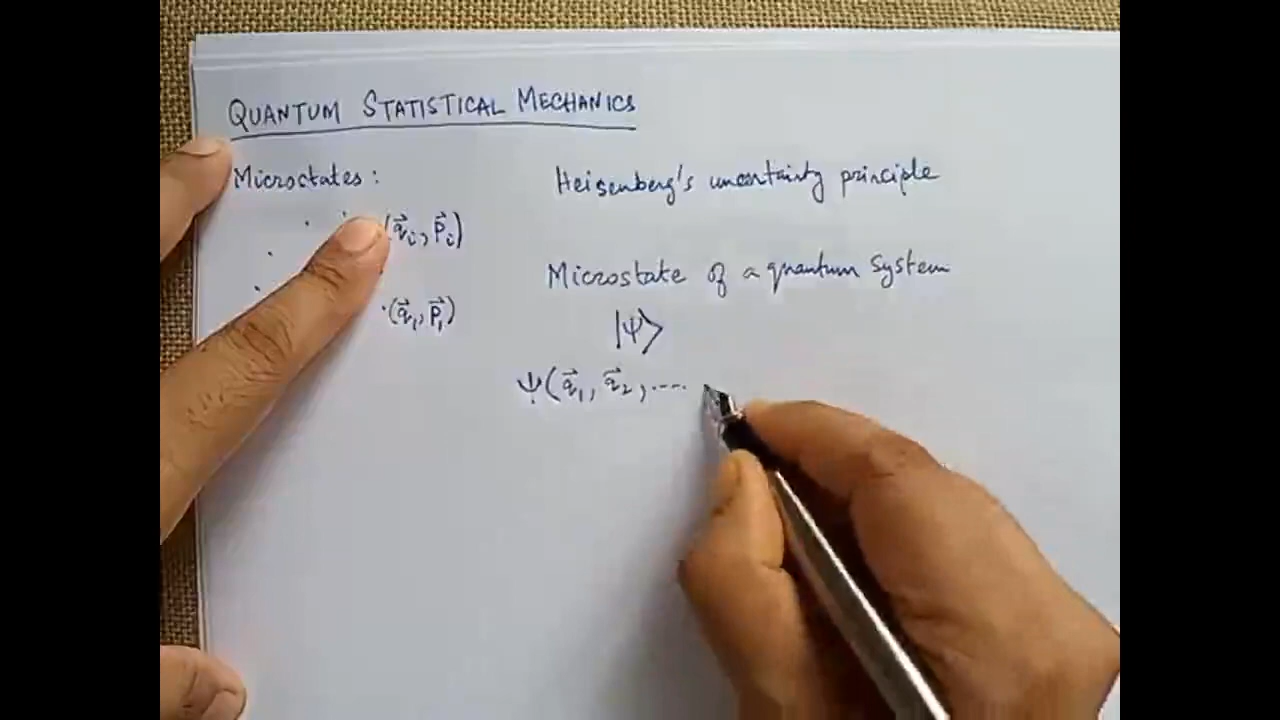 QUANTUM STATISTICAL MECHANICS
Microstates:
(q⃗ᵢ, p⃗ᵢ)
(q⃗₁, p⃗₁)
Heisenberg's uncertainty principle
Microstate of a quantum system
|Ψ⟩
Ψ(q⃗₁, q⃗₂, ....